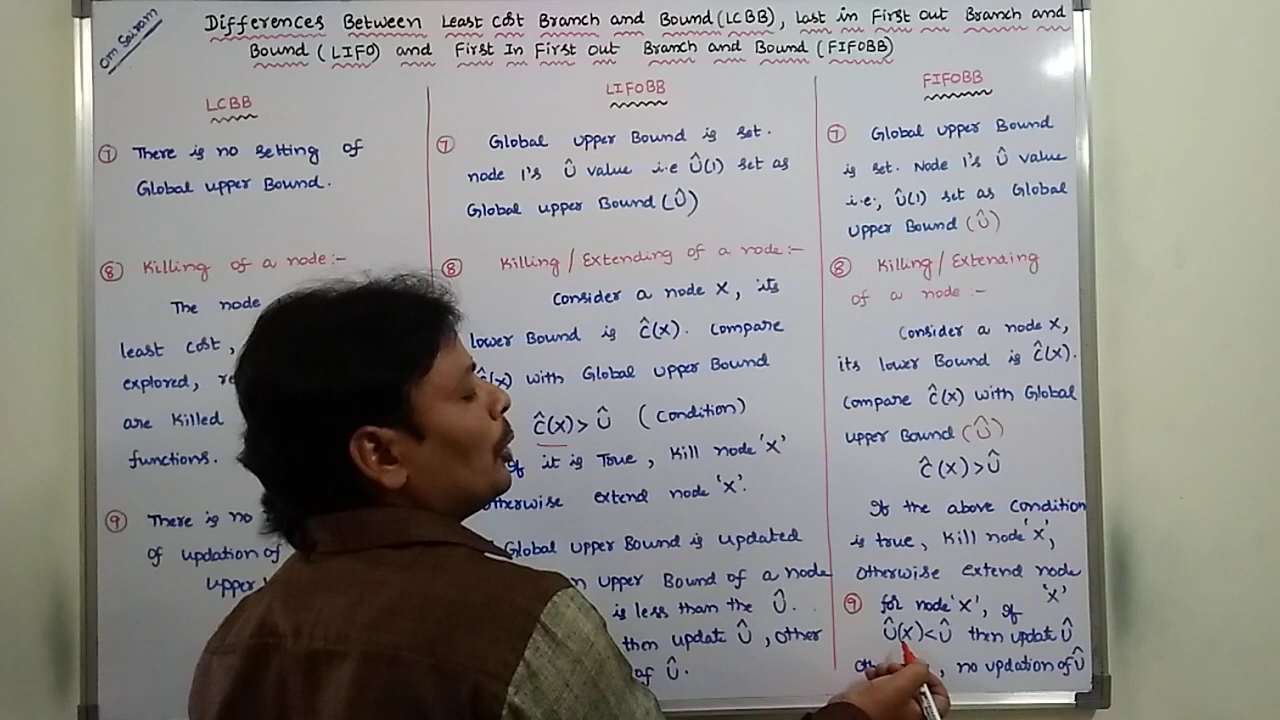 Om Sairam
Differences Between Least cost Branch and Bound (LCBB), Last in First out Branch and
Bound (LIFO) and First In First out Branch and Bound (FIFOBB)
LCBB
⑦ There is no setting of
Global upper Bound.
⑧ Killing of a node:-
The node
least cost,
explored,
are Killed
functions.
⑨ There is no
of updation of
upper
LIFOBB
⑦ Global upper Bound is set.
node 1's Û value i.e Û(1) set as
Global upper Bound (Û)
⑧ Killing / Extending of a node:-
Consider a node X, its
lower Bound is Ĉ(X). Compare
Ĉ(X) with Global upper Bound
Ĉ(X) > Û (Condition)
If it is True, Kill node 'X'
otherwise extend node 'X'.
Global upper Bound is updated
upper Bound of a node
is less than the Û.
then update Û, other
of Û.
FIFOBB
⑦ Global upper Bound
is set. Node 1's Û value
i.e., Û(1) set as Global
upper Bound (Û)
⑧ Killing / Extending
of a node :-
Consider a node X,
its lower Bound is Ĉ(X).
Compare Ĉ(X) with Global
upper Bound (Û)
Ĉ(X) > Û
If the above Condition
is true, Kill node 'X',
otherwise extend node
'X'
⑨ for node 'X', if
Û(X) < Û then update Û
, no updation of Û